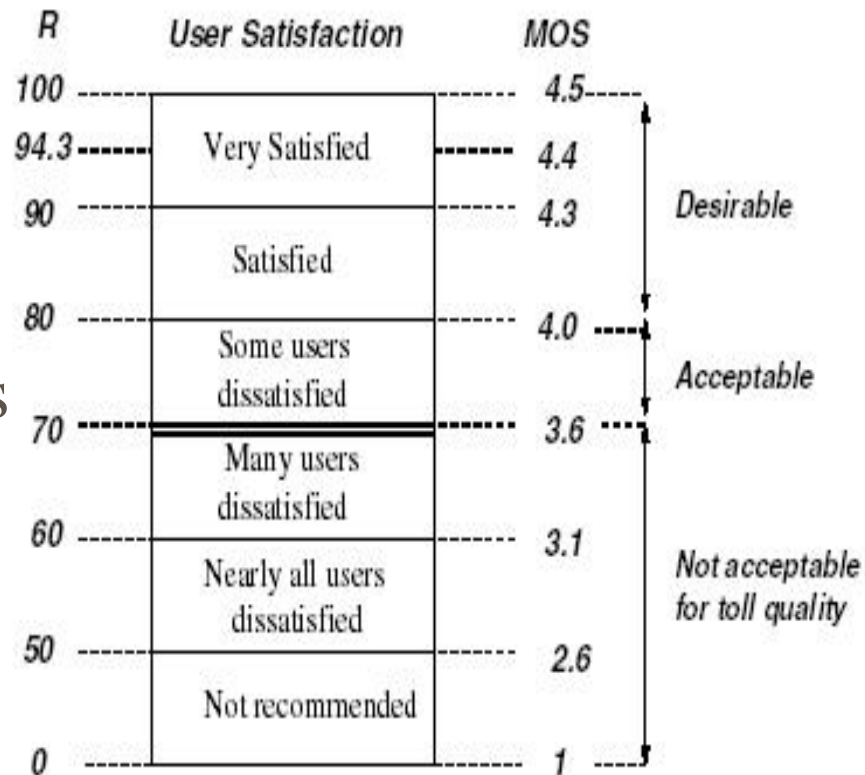 R User Satisfaction MOS
100 4.5
94.3 Very Satisfied 4.4
90 4.3
Desirable
Satisfied
80 4.0
Some users
dissatisfied
Acceptable
s
70 3.6
Many users
dissatisfied
60 3.1
Not acceptable
for toll quality
Nearly all users
dissatisfied
50 2.6
Not recommended
0 1